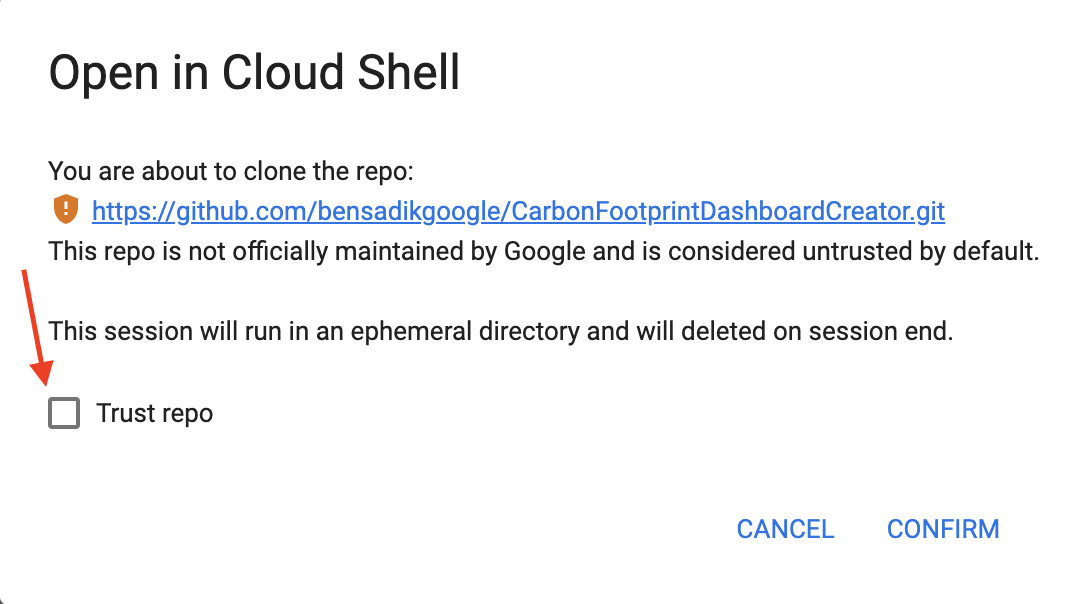 Open in Cloud Shell
You are about to clone the repo:
https://github.com/bensadikgoogle/CarbonFootprintDashboardCreator.git
This repo is not officially maintained by Google and is considered untrusted by default.
This session will run in an ephemeral directory and will deleted on session end.
Trust repo
CANCEL CONFIRM